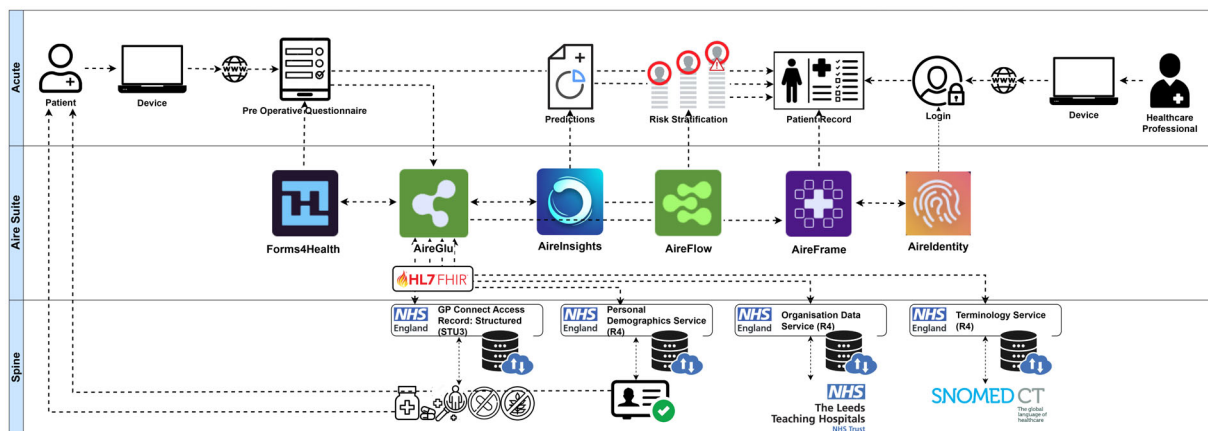 Acute
Patient
Device
WWW
Pre Operative Questionnaire
Predictions
Risk Stratification
Patient Record
Login
WWW
Device
Healthcare
Professional
Aire Suite
Forms4Health
AireGlu
AireInsights
AireFlow
AireFrame
AireIdentity
HL7 FHIR
Spine
NHS
England
GP Connect Access
Record: Structured
(STU3)
NHS
England
Personal
Demographics Service
(R4)
NHS
England
Organisation Data
Service (R4)
NHS
England
Terminology Service
(R4)
NHS
The Leeds
Teaching Hospitals
NHS Trust
SNOMED CT
The global
language of
healthcare